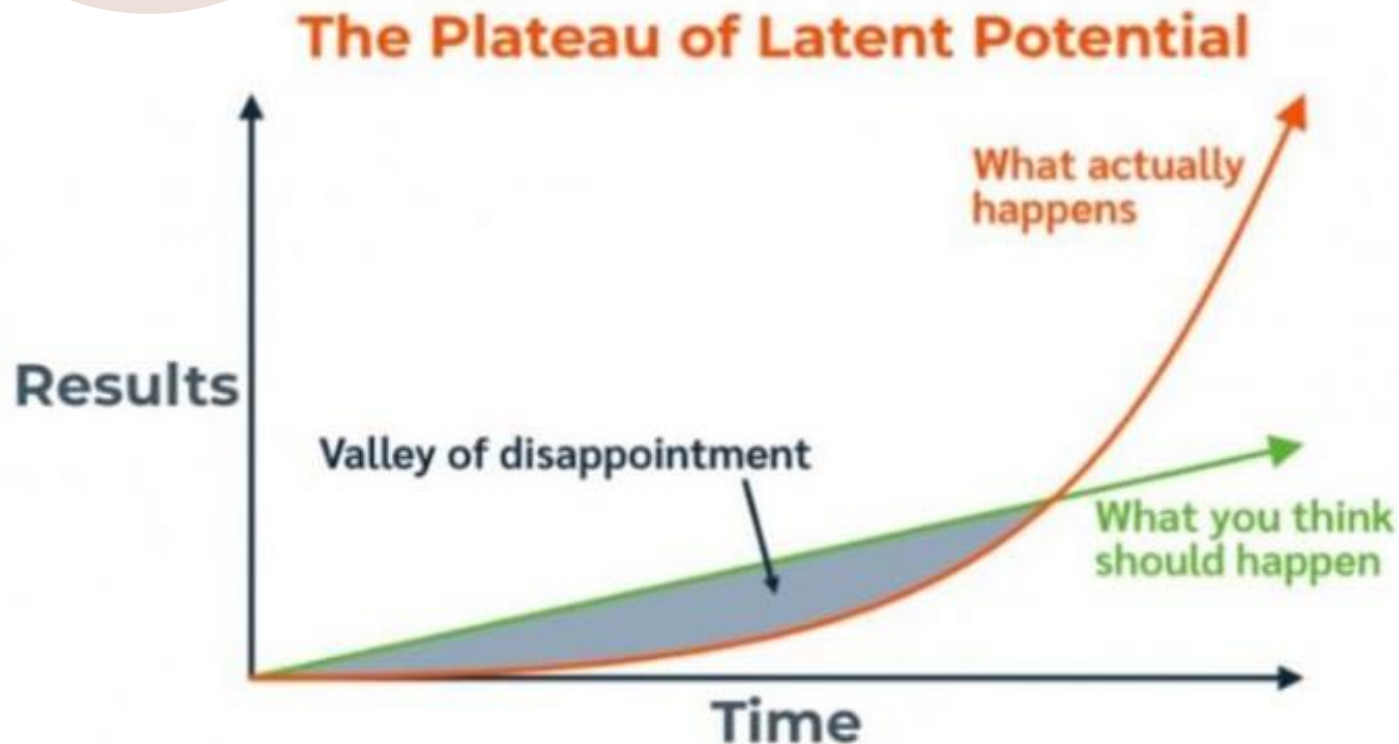 The Plateau of Latent Potential
What actually
happens
Results
Valley of disappointment
What you think
should happen
Time